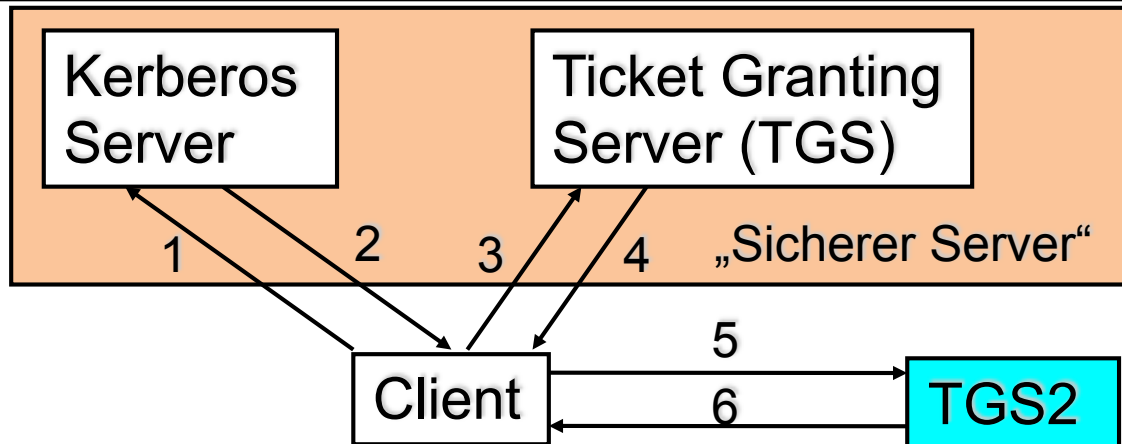 Kerberos
Server
Ticket Granting
Server (TGS)
1
2
3
4
„Sicherer Server“
5
Client
6
TGS2